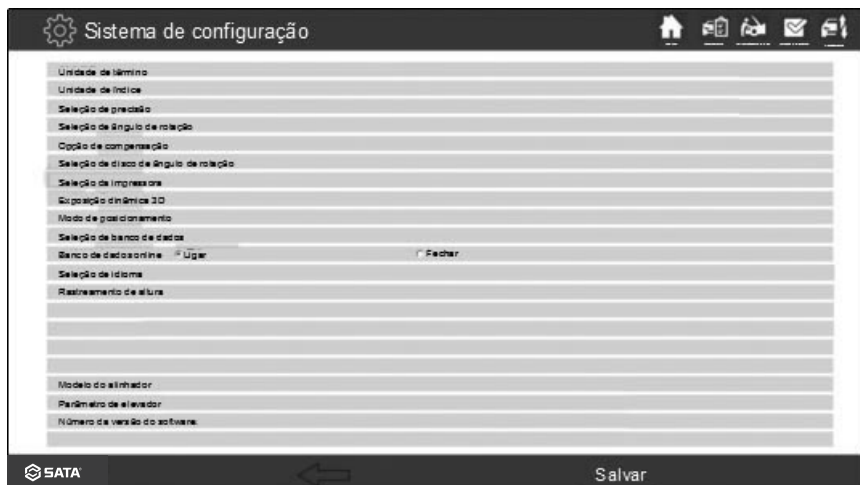 Sistema de configuração
Unidade de término
Unidade de índice
Seleção de precisão
Seleção de ângulo de rotação
Opção de compensação
Seleção de disco de ângulo de rotação
Seleção da impressora
Exposição dinâmica 3D
Modo de posicionamento
Seleção de banco de dados
Banco de dados online Ligar Fechar
Seleção de idioma
Rastreamento de altura
Modelo do alinhador
Parâmetro de elevador
Número da versão do software.
SATA Salvar